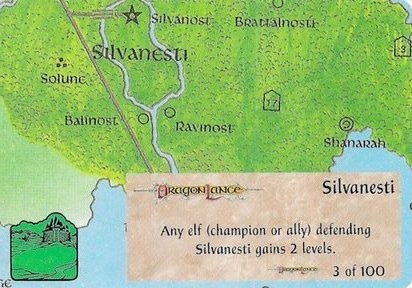 Silvanost
Brattalnosti
Silvanesti
Solune
3
17
Balinost
Ravinost
Shanarah
DragonLance
Silvanesti
Any elf (champion or ally) defending
Silvanesti gains 2 levels.
DragonLance
3 of 100